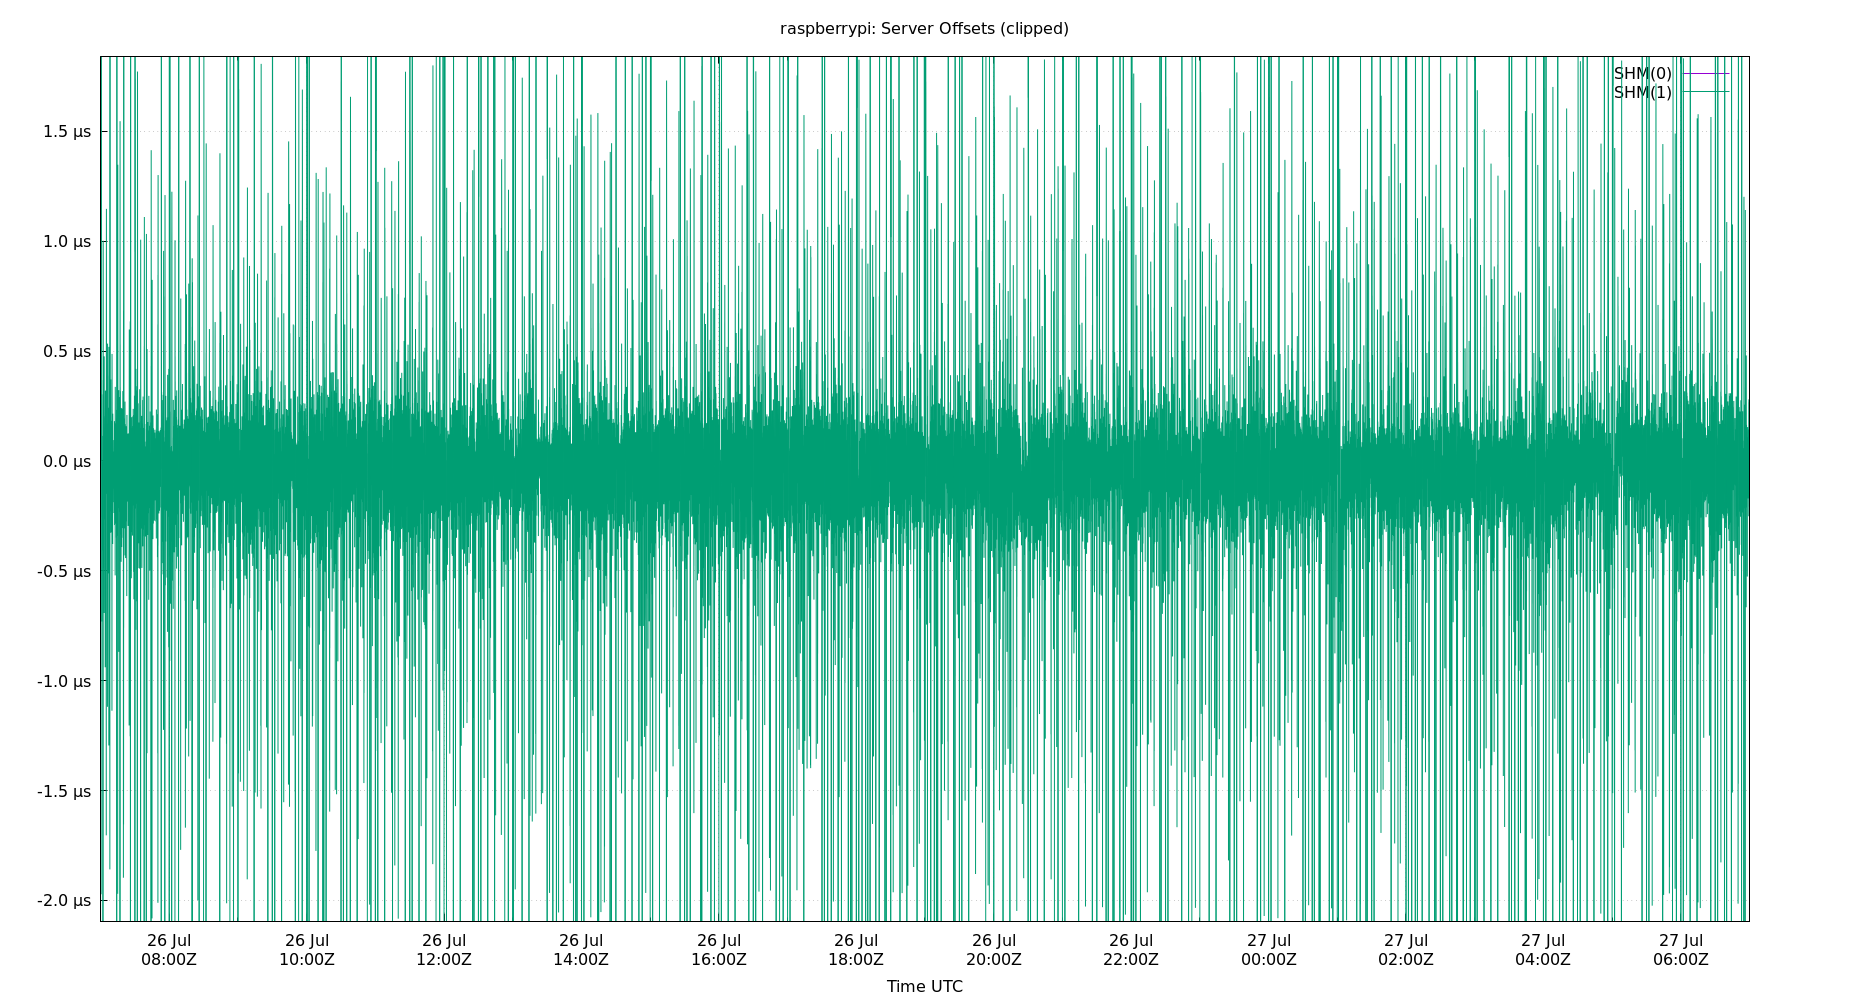 raspberrypi: Server Offsets (clipped)
SHM(0)
SHM(1)
1.5 µs
1.0 µs
0.5 µs
0.0 µs
-0.5 µs
-1.0 µs
-1.5 µs
-2.0 µs
26 Jul 26 Jul 26 Jul 26 Jul 26 Jul 26 Jul 26 Jul 26 Jul 27 Jul 27 Jul 27 Jul 27 Jul
08:00Z 10:00Z 12:00Z 14:00Z 16:00Z 18:00Z 20:00Z 22:00Z 00:00Z 02:00Z 04:00Z 06:00Z
Time UTC